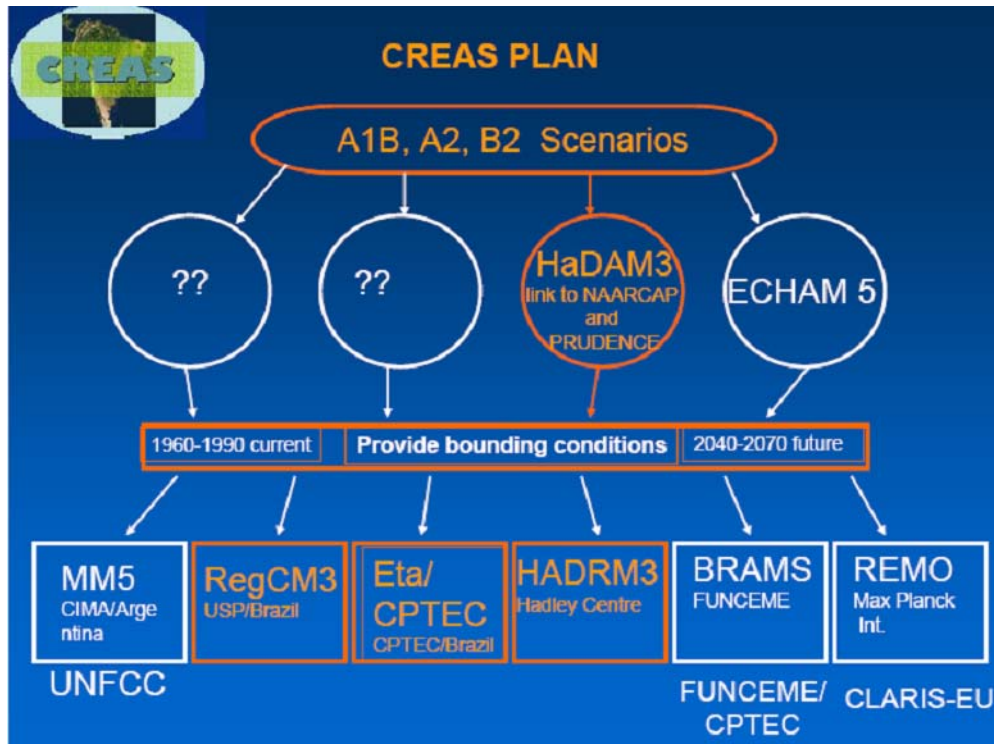 CREAS
CREAS PLAN
A1B, A2, B2 Scenarios
??
??
HaDAM3
link to NAARCAP
and
PRUDENCE
ECHAM 5
1960-1990 current
Provide bounding conditions
2040-2070 future
MM5
CIMA/Arge
ntina
UNFCC
RegCM3
USP/Brazil
Eta/
CPTEC
CPTEC/Brazil
HADRM3
Hadley Centre
BRAMS
FUNCEME
FUNCEME/
CPTEC
REMO
Max Planck
Int.
CLARIS-EU